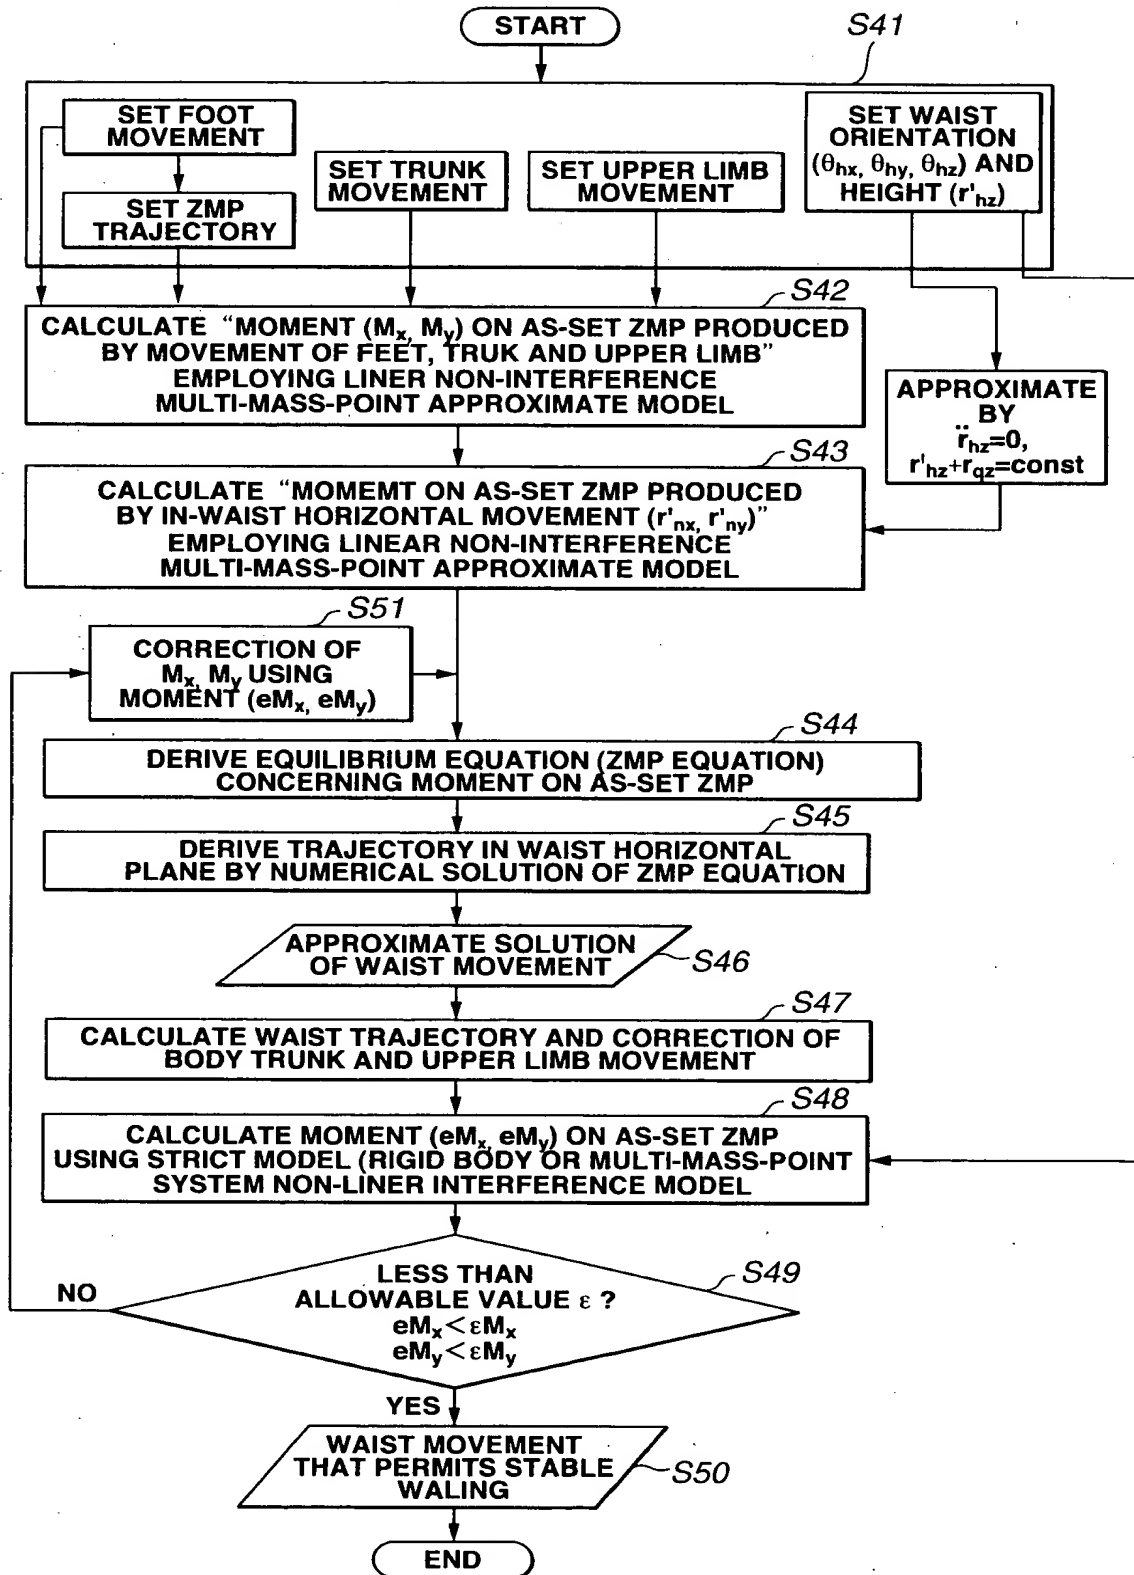 START
S41
SET FOOT
MOVEMENT
SET ZMP
TRAJECTORY
SET TRUNK
MOVEMENT
SET UPPER LIMB
MOVEMENT
SET WAIST
ORIENTATION
(θhx, θhy, θhz) AND
HEIGHT (r'hz)
S42
CALCULATE “MOMENT (Mx, My) ON AS-SET ZMP PRODUCED
BY MOVEMENT OF FEET, TRUK AND UPPER LIMB”
EMPLOYING LINER NON-INTERFERENCE
MULTI-MASS-POINT APPROXIMATE MODEL
APPROXIMATE
BY
r̈hz=0,
r'hz+rqz=const
S43
CALCULATE “MOMEMT ON AS-SET ZMP PRODUCED
BY IN-WAIST HORIZONTAL MOVEMENT (r'nx, r'ny)”
EMPLOYING LINEAR NON-INTERFERENCE
MULTI-MASS-POINT APPROXIMATE MODEL
S51
CORRECTION OF
Mx, My USING
MOMENT (eMx, eMy)
S44
DERIVE EQUILIBRIUM EQUATION (ZMP EQUATION)
CONCERNING MOMENT ON AS-SET ZMP
S45
DERIVE TRAJECTORY IN WAIST HORIZONTAL
PLANE BY NUMERICAL SOLUTION OF ZMP EQUATION
APPROXIMATE SOLUTION
OF WAIST MOVEMENT
S46
S47
CALCULATE WAIST TRAJECTORY AND CORRECTION OF
BODY TRUNK AND UPPER LIMB MOVEMENT
S48
CALCULATE MOMENT (eMx, eMy) ON AS-SET ZMP
USING STRICT MODEL (RIGID BODY OR MULTI-MASS-POINT
SYSTEM NON-LINER INTERFERENCE MODEL
S49
NO
LESS THAN
ALLOWABLE VALUE ε ?
eMx<εMx
eMy<εMy
YES
WAIST MOVEMENT
THAT PERMITS STABLE
WALING
S50
END